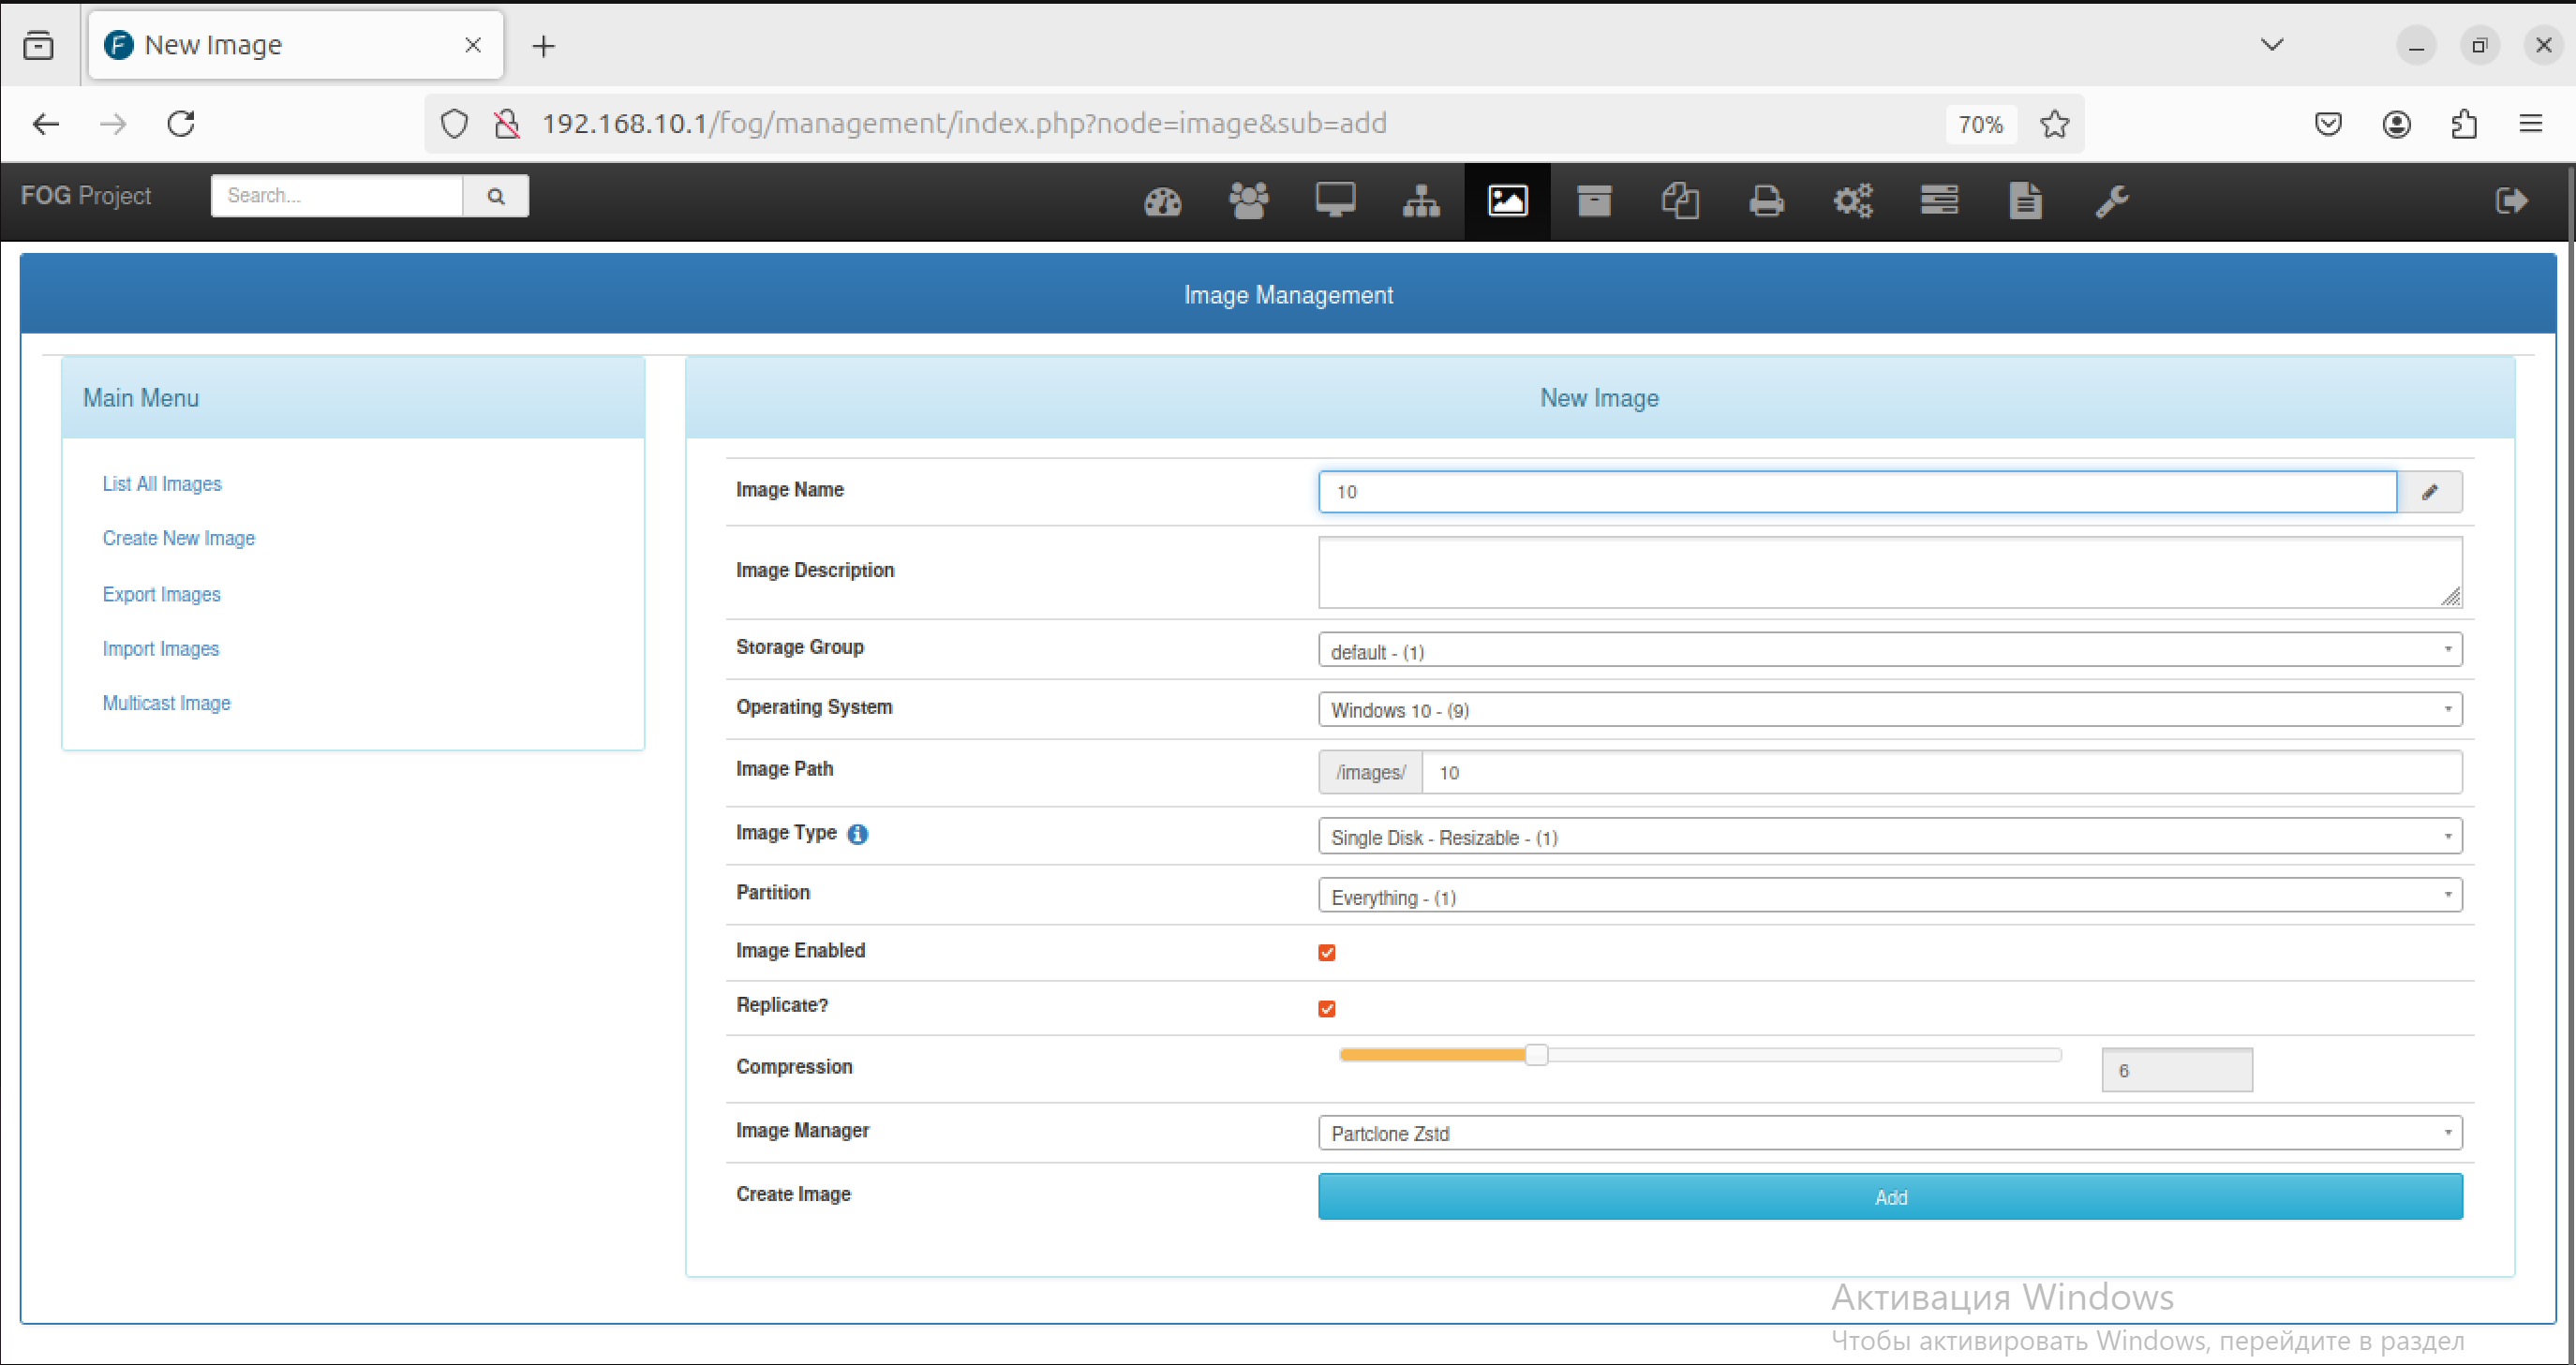 New Image
192.168.10.1/fog/management/index.php?node=image&sub=add
70%
FOG Project
Search...
Image Management
Main Menu
List All Images
Create New Image
Export Images
Import Images
Multicast Image
New Image
Image Name
10
Image Description
Storage Group
default - (1)
Operating System
Windows 10 - (9)
Image Path
/images/
10
Image Type
Single Disk - Resizable - (1)
Partition
Everything - (1)
Image Enabled
Replicate?
Compression
6
Image Manager
Partclone Zstd
Create Image
Add
Активация Windows
Чтобы активировать Windows, перейдите в раздел